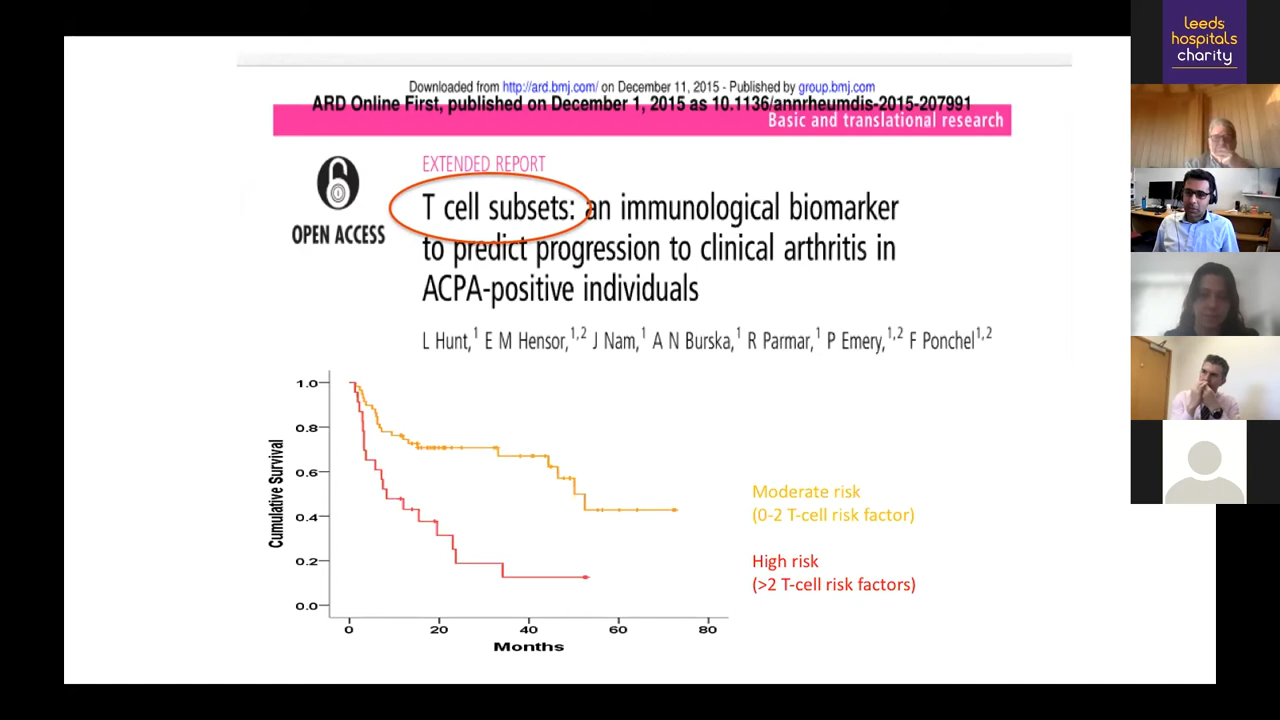 Downloaded from http://ard.bmj.com/ on December 11, 2015 - Published by group.bmj.com
ARD Online First, published on December 1, 2015 as 10.1136/annrheumdis-2015-207991
Basic and translational research
OPEN ACCESS
EXTENDED REPORT
T cell subsets: an immunological biomarker
to predict progression to clinical arthritis in
ACPA-positive individuals
L Hunt,1 E M Hensor,1,2 J Nam,1 A N Burska,1 R Parmar,1 P Emery,1,2 F Ponchel1,2
Cumulative Survival
1.0
0.8
0.6
0.4
0.2
0.0
0 20 40 60 80
Months
Moderate risk
(0-2 T-cell risk factor)
High risk
(>2 T-cell risk factors)
leeds
hospitals
charity